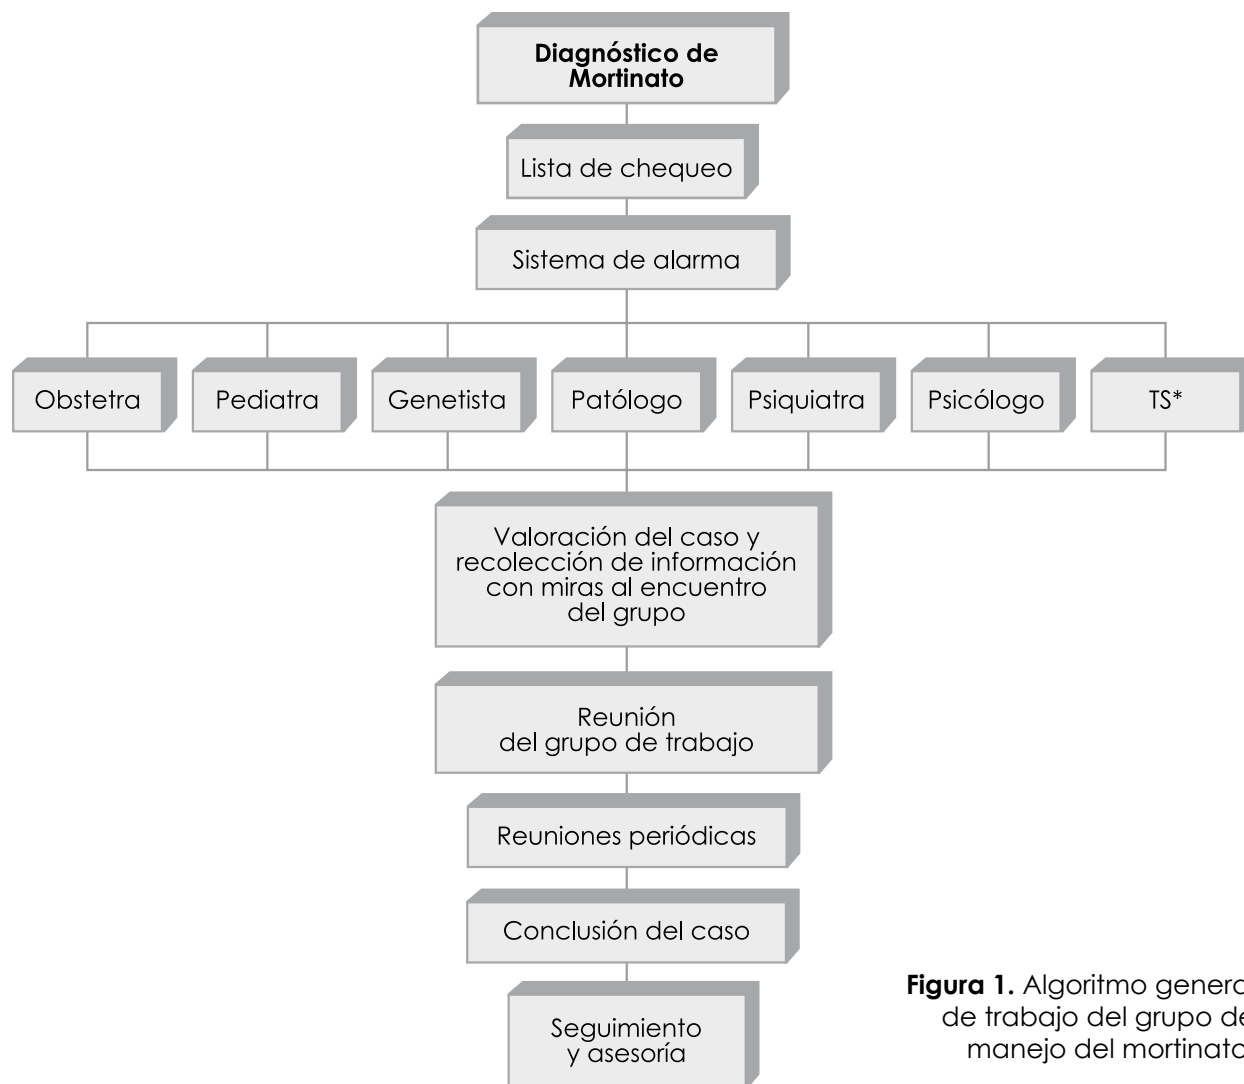 Diagnóstico de
Mortinato
Lista de chequeo
Sistema de alarma
Obstetra
Pediatra
Genetista
Patólogo
Psiquiatra
Psicólogo
TS*
Valoración del caso y
recolección de información
con miras al encuentro
del grupo
Reunión
del grupo de trabajo
Reuniones periódicas
Conclusión del caso
Seguimiento
y asesoría
Figura 1. Algoritmo genera
de trabajo del grupo de
manejo del mortinato